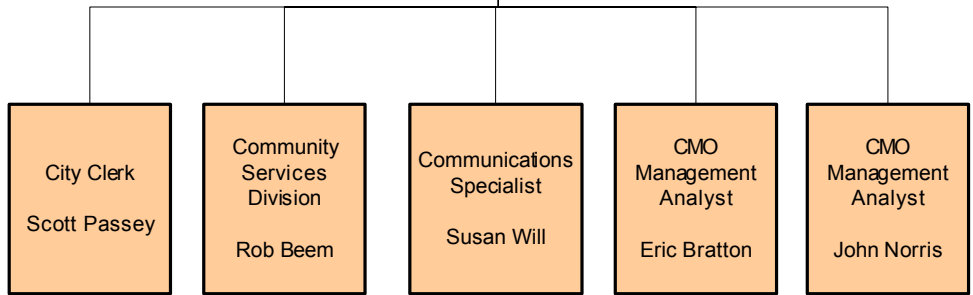 City Clerk
Scott Passey
Community
Services
Division
Rob Beem
Communications
Specialist
Susan Will
CMO
Management
Analyst
Eric Bratton
CMO
Management
Analyst
John Norris